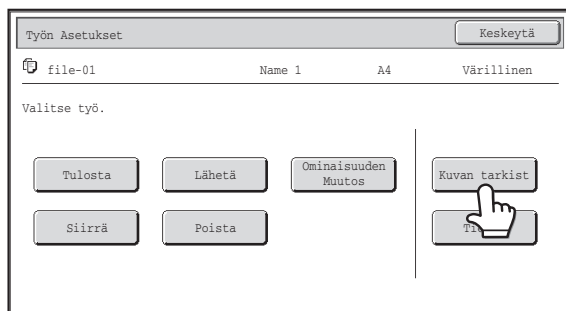 Työn Asetukset
Keskeytä
file-01 Name 1 A4 Värillinen
Valitse työ.
Tulosta Lähetä Ominaisuuden
Muutos Kuvan tarkist
Siirrä Poista